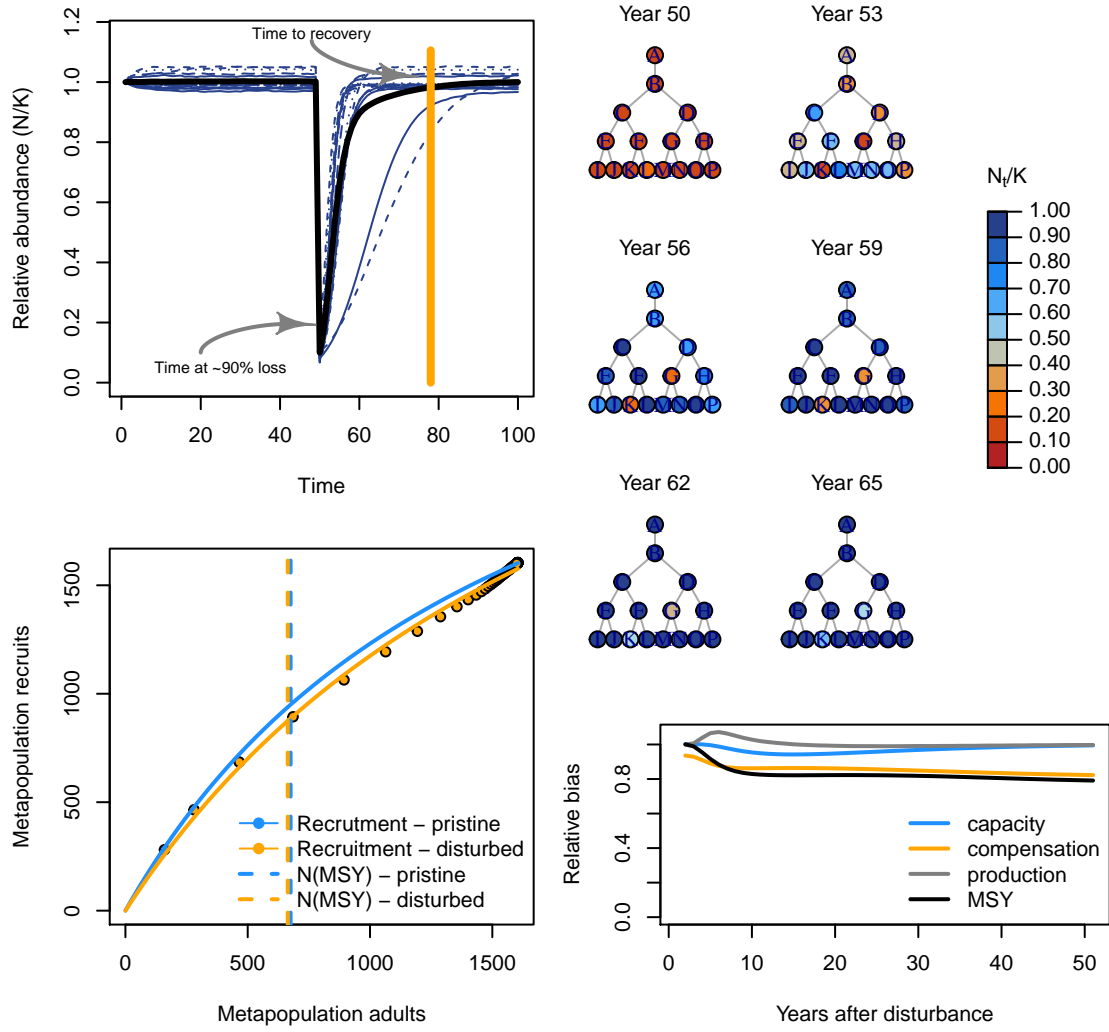 Relative abundance (N/K)
1.2
1.0
0.8
0.6
0.4
0.2
0.0
Time to recovery
Time at ~90% loss
0
20
40
60
80
100
Time
Year 50
A
B
D
E
F
G
H
I
J
K
L
M
N
O
P
Year 53
A
B
D
E
F
G
H
I
J
K
L
M
N
O
P
Year 56
A
B
D
E
F
G
H
I
J
K
L
M
N
O
P
Year 59
A
B
D
E
F
G
H
I
J
K
L
M
N
O
P
Year 62
A
B
D
E
F
G
H
I
J
K
L
M
N
O
P
Year 65
A
B
D
E
F
G
H
I
J
K
L
M
N
O
P
Nt/K
1.00
0.90
0.80
0.70
0.60
0.50
0.40
0.30
0.20
0.10
0.00
Metapopulation recruits
1500
1000
500
0
Recrutment – pristine
Recruitment – disturbed
N(MSY) – pristine
N(MSY) – disturbed
0
500
1000
1500
Metapopulation adults
Relative bias
0.8
0.4
0.0
capacity
compensation
production
MSY
0
10
20
30
40
50
Years after disturbance